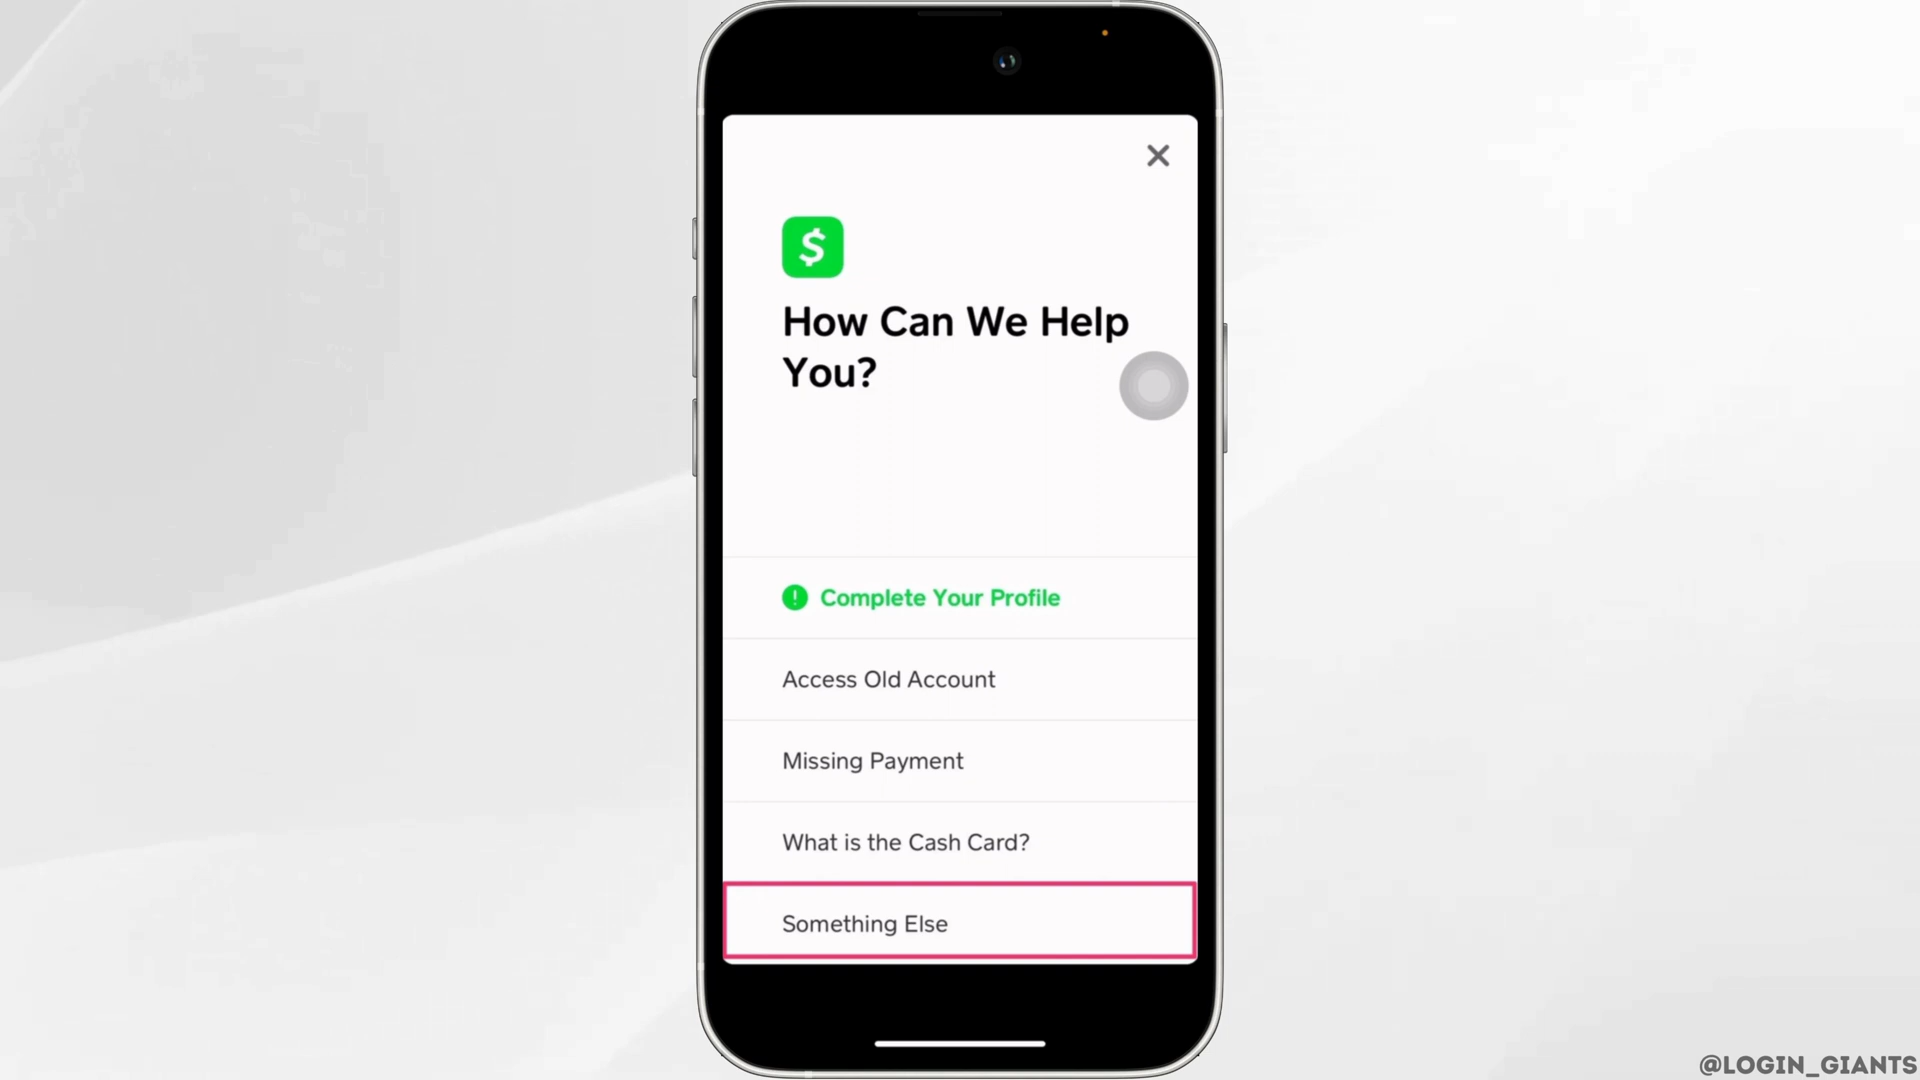 $
How Can We Help
You?
! Complete Your Profile
Access Old Account
Missing Payment
What is the Cash Card?
Something Else
@LOGIN_GIANTS